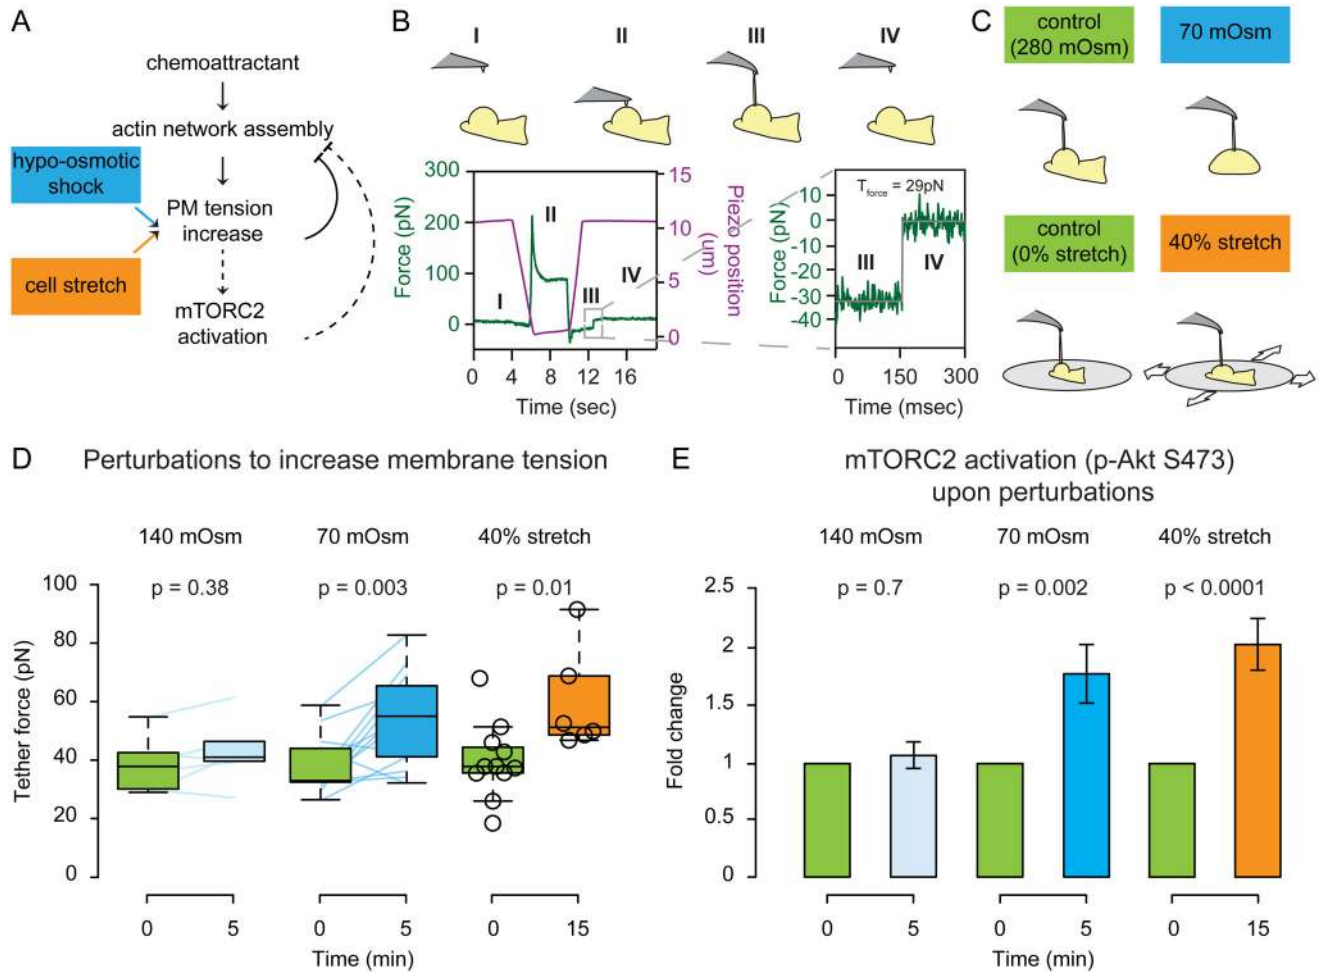 A
chemoattractant
actin network assembly
hypo-osmotic
shock
PM tension
increase
cell stretch
mTORC2
activation
B
I
II
III
IV
Force (pN)
300
200
100
0
I
II
III
IV
15
10
5
0
Piezo position
(um)
0
4
8
12
16
Time (sec)
Force (pN)
10
0
-10
-20
-30
-40
Tforce = 29pN
III
IV
0
150
300
Time (msec)
C
control
(280 mOsm)
70 mOsm
control
(0% stretch)
40% stretch
D
Perturbations to increase membrane tension
140 mOsm
70 mOsm
40% stretch
p = 0.38
p = 0.003
p = 0.01
Tether force (pN)
100
80
60
40
20
0
0
5
0
5
0
15
Time (min)
E
mTORC2 activation (p-Akt S473)
upon perturbations
140 mOsm
70 mOsm
40% stretch
p = 0.7
p = 0.002
p < 0.0001
Fold change
2.5
2
1.5
1
0.5
0
0
5
0
5
0
15
Time (min)